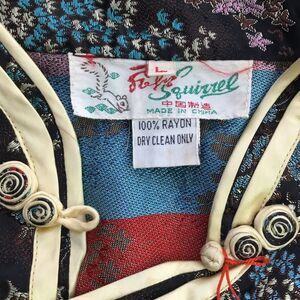 L
Squirrel
中国制造
MADE IN CHINA
100% RAYON
DRY CLEAN ONLY